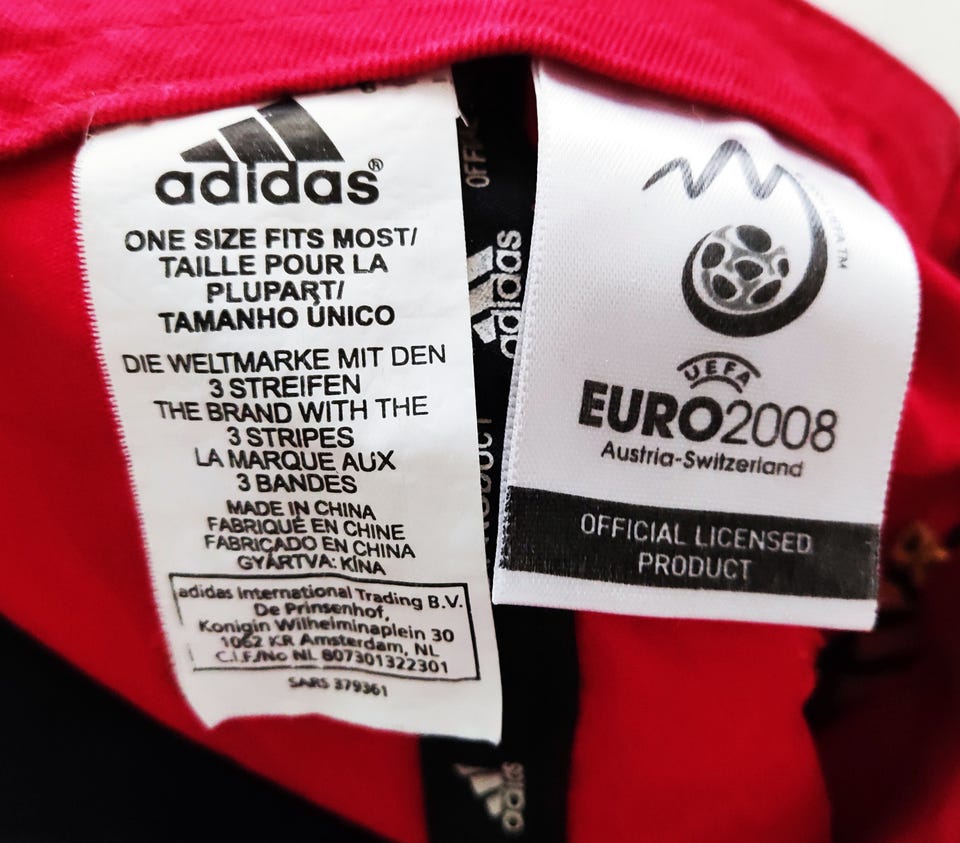 adidas®
ONE SIZE FITS MOST/
TAILLE POUR LA
PLUPART/
TAMANHO ÚNICO
DIE WELTMARKE MIT DEN
3 STREIFEN
THE BRAND WITH THE
3 STRIPES
LA MARQUE AUX
3 BANDES
MADE IN CHINA
FABRIQUÉ EN CHINE
FABRICADO EN CHINA
GYÁRTVA: KÍNA
adidas International Trading B.V.
De Prinsenhof,
Konigin Wilhelminaplein 30
1062 KR Amsterdam, NL
C.I.F./No NL 807301322301
SARS 379361
adidas
adidas
UEFA
EURO2008
Austria-Switzerland
OFFICIAL LICENSED
PRODUCT